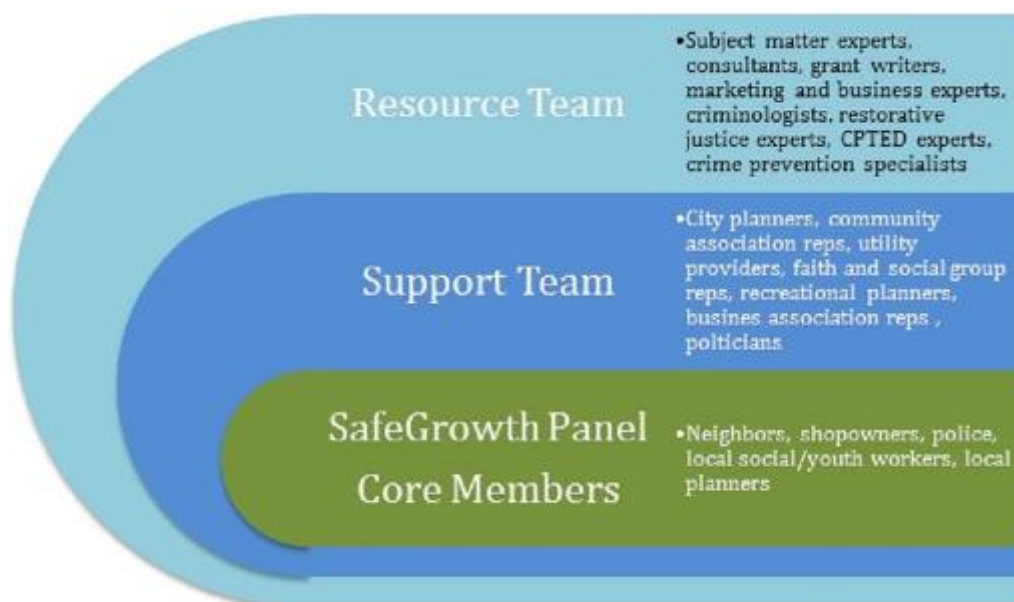 Resource Team
•Subject matter experts,
consultants, grant writers,
marketing and business experts,
criminologists, restorative
justice experts, CPTED experts,
crime prevention specialists
Support Team
•City planners, community
association reps, utility
providers, faith and social group
reps, recreational planners,
busines association reps ,
polticians
SafeGrowth Panel
Core Members
•Neighbors, shopowners, police,
local social/youth workers, local
planners